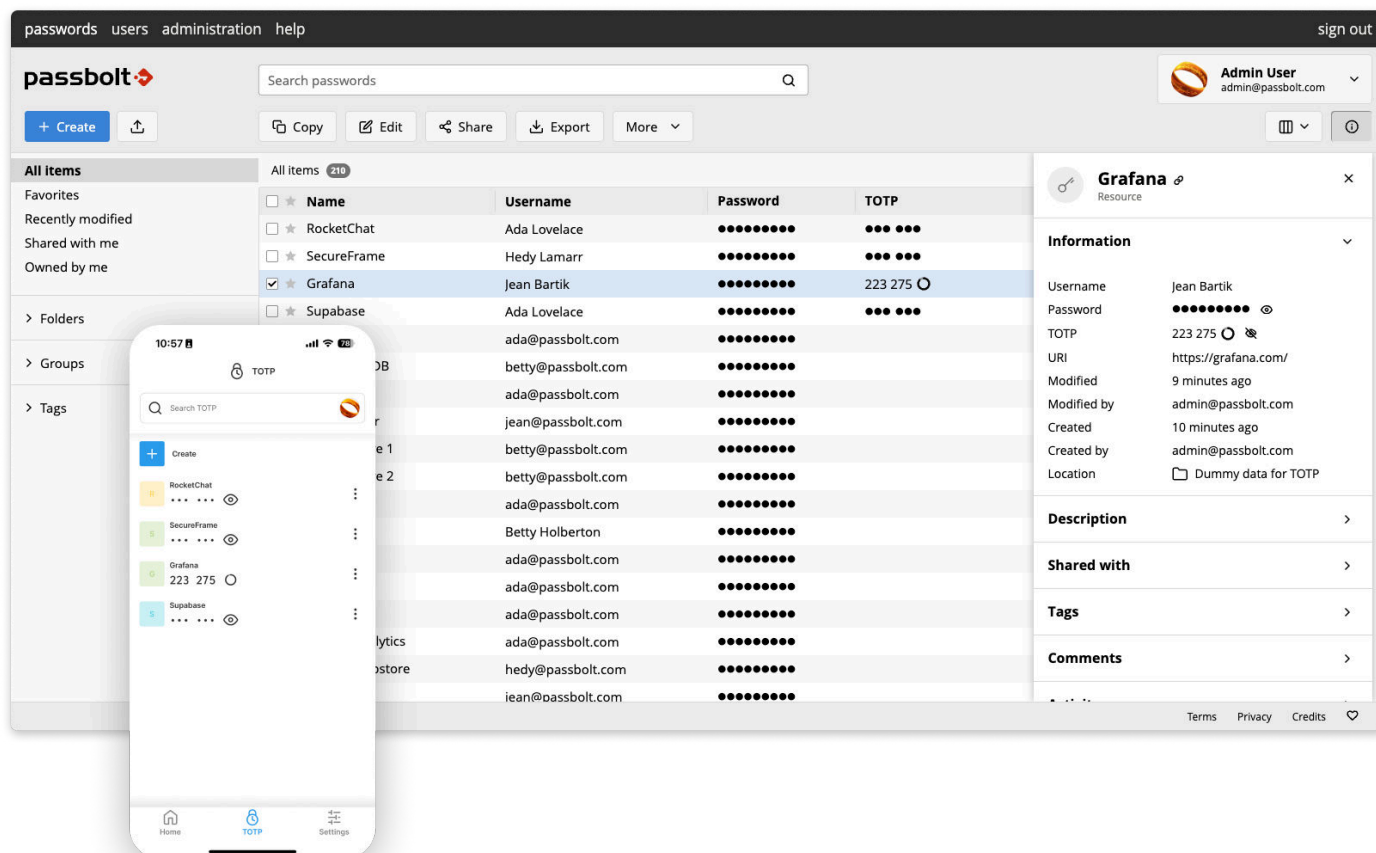 passwords users administration help sign out
passbolt
Search passwords
Admin User
admin@passbolt.com
+ Create
Copy Edit Share Export More
All items
Favorites
Recently modified
Shared with me
Owned by me
Folders
Groups
Tags
All items 210
Name Username Password TOTP
RocketChat Ada Lovelace ●●●●●●●●● ●●● ●●●
SecureFrame Hedy Lamarr ●●●●●●●●● ●●● ●●●
Grafana Jean Bartik ●●●●●●●●● 223 275
Supabase Ada Lovelace ●●●●●●●●● ●●● ●●●
ada@passbolt.com ●●●●●●●●●
DB betty@passbolt.com ●●●●●●●●●
ada@passbolt.com ●●●●●●●●●
r jean@passbolt.com ●●●●●●●●●
e 1 betty@passbolt.com ●●●●●●●●●
e 2 betty@passbolt.com ●●●●●●●●●
ada@passbolt.com ●●●●●●●●●
Betty Holberton ●●●●●●●●●
ada@passbolt.com ●●●●●●●●●
ada@passbolt.com ●●●●●●●●●
ada@passbolt.com ●●●●●●●●●
lytics ada@passbolt.com ●●●●●●●●●
store hedy@passbolt.com ●●●●●●●●●
jean@passbolt.com ●●●●●●●●●
Grafana
Resource
Information
Username Jean Bartik
Password ●●●●●●●●●
TOTP 223 275
URI https://grafana.com/
Modified 9 minutes ago
Modified by admin@passbolt.com
Created 10 minutes ago
Created by admin@passbolt.com
Location Dummy data for TOTP
Description
Shared with
Tags
Comments
Terms Privacy Credits
10:57 78
TOTP
Search TOTP
+ Create
R RocketChat
••• •••
S SecureFrame
••• •••
G Grafana
223 275
S Supabase
••• •••
Home TOTP Settings